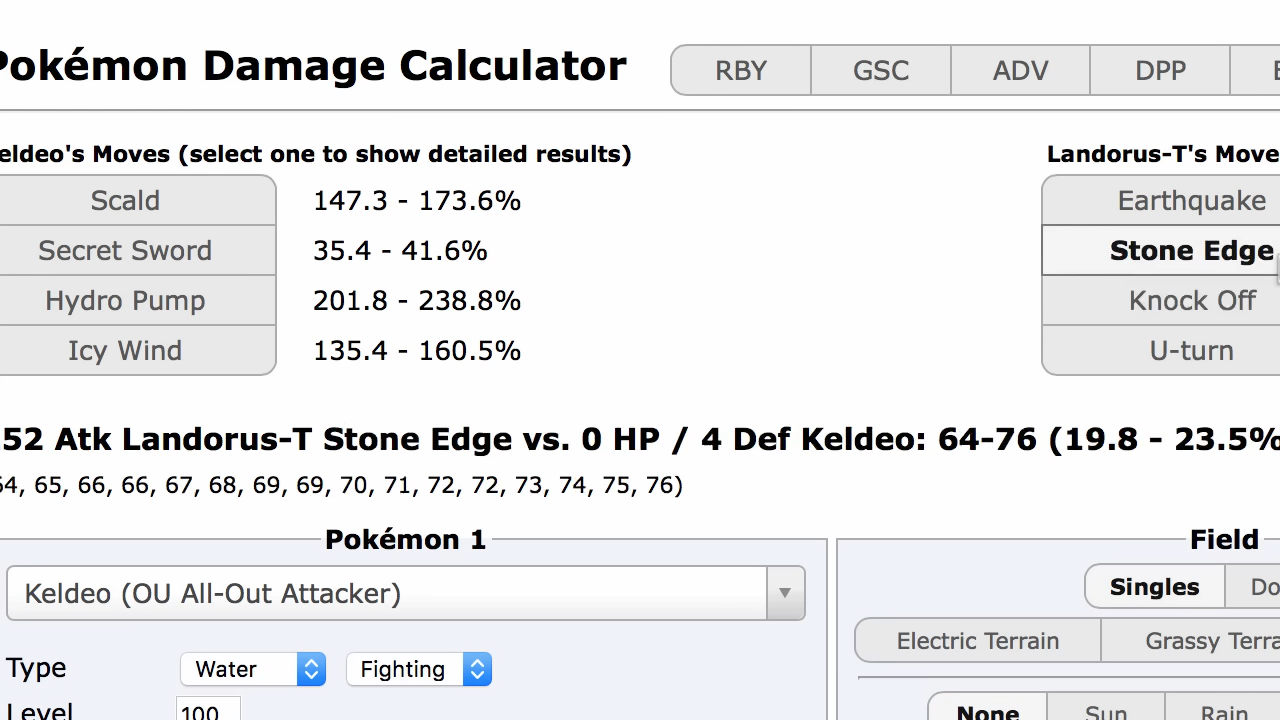 Pokémon Damage Calculator RBY GSC ADV DPP
Keldeo's Moves (select one to show detailed results) Landorus-T's Move
Scald 147.3 - 173.6% Earthquake
Secret Sword 35.4 - 41.6% Stone Edge
Hydro Pump 201.8 - 238.8% Knock Off
Icy Wind 135.4 - 160.5% U-turn
52 Atk Landorus-T Stone Edge vs. 0 HP / 4 Def Keldeo: 64-76 (19.8 - 23.5%
64, 65, 66, 66, 67, 68, 69, 69, 70, 71, 72, 72, 73, 74, 75, 76)
Pokémon 1 Field
Keldeo (OU All-Out Attacker) Singles Do
Electric Terrain Grassy Terra
Type Water Fighting
Level 100 None Sun Rain